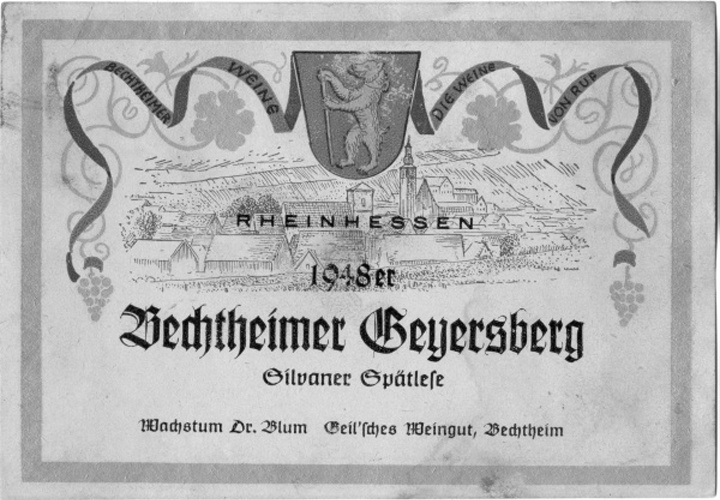 BECHTHEIMER WEINE DIE WEINE VON RUF
RHEINHESSEN
1948er
Bechtheimer Geyersberg
Silvaner Spätleſe
Wachstum Dr. Blum Geil'ſches Weingut, Bechtheim